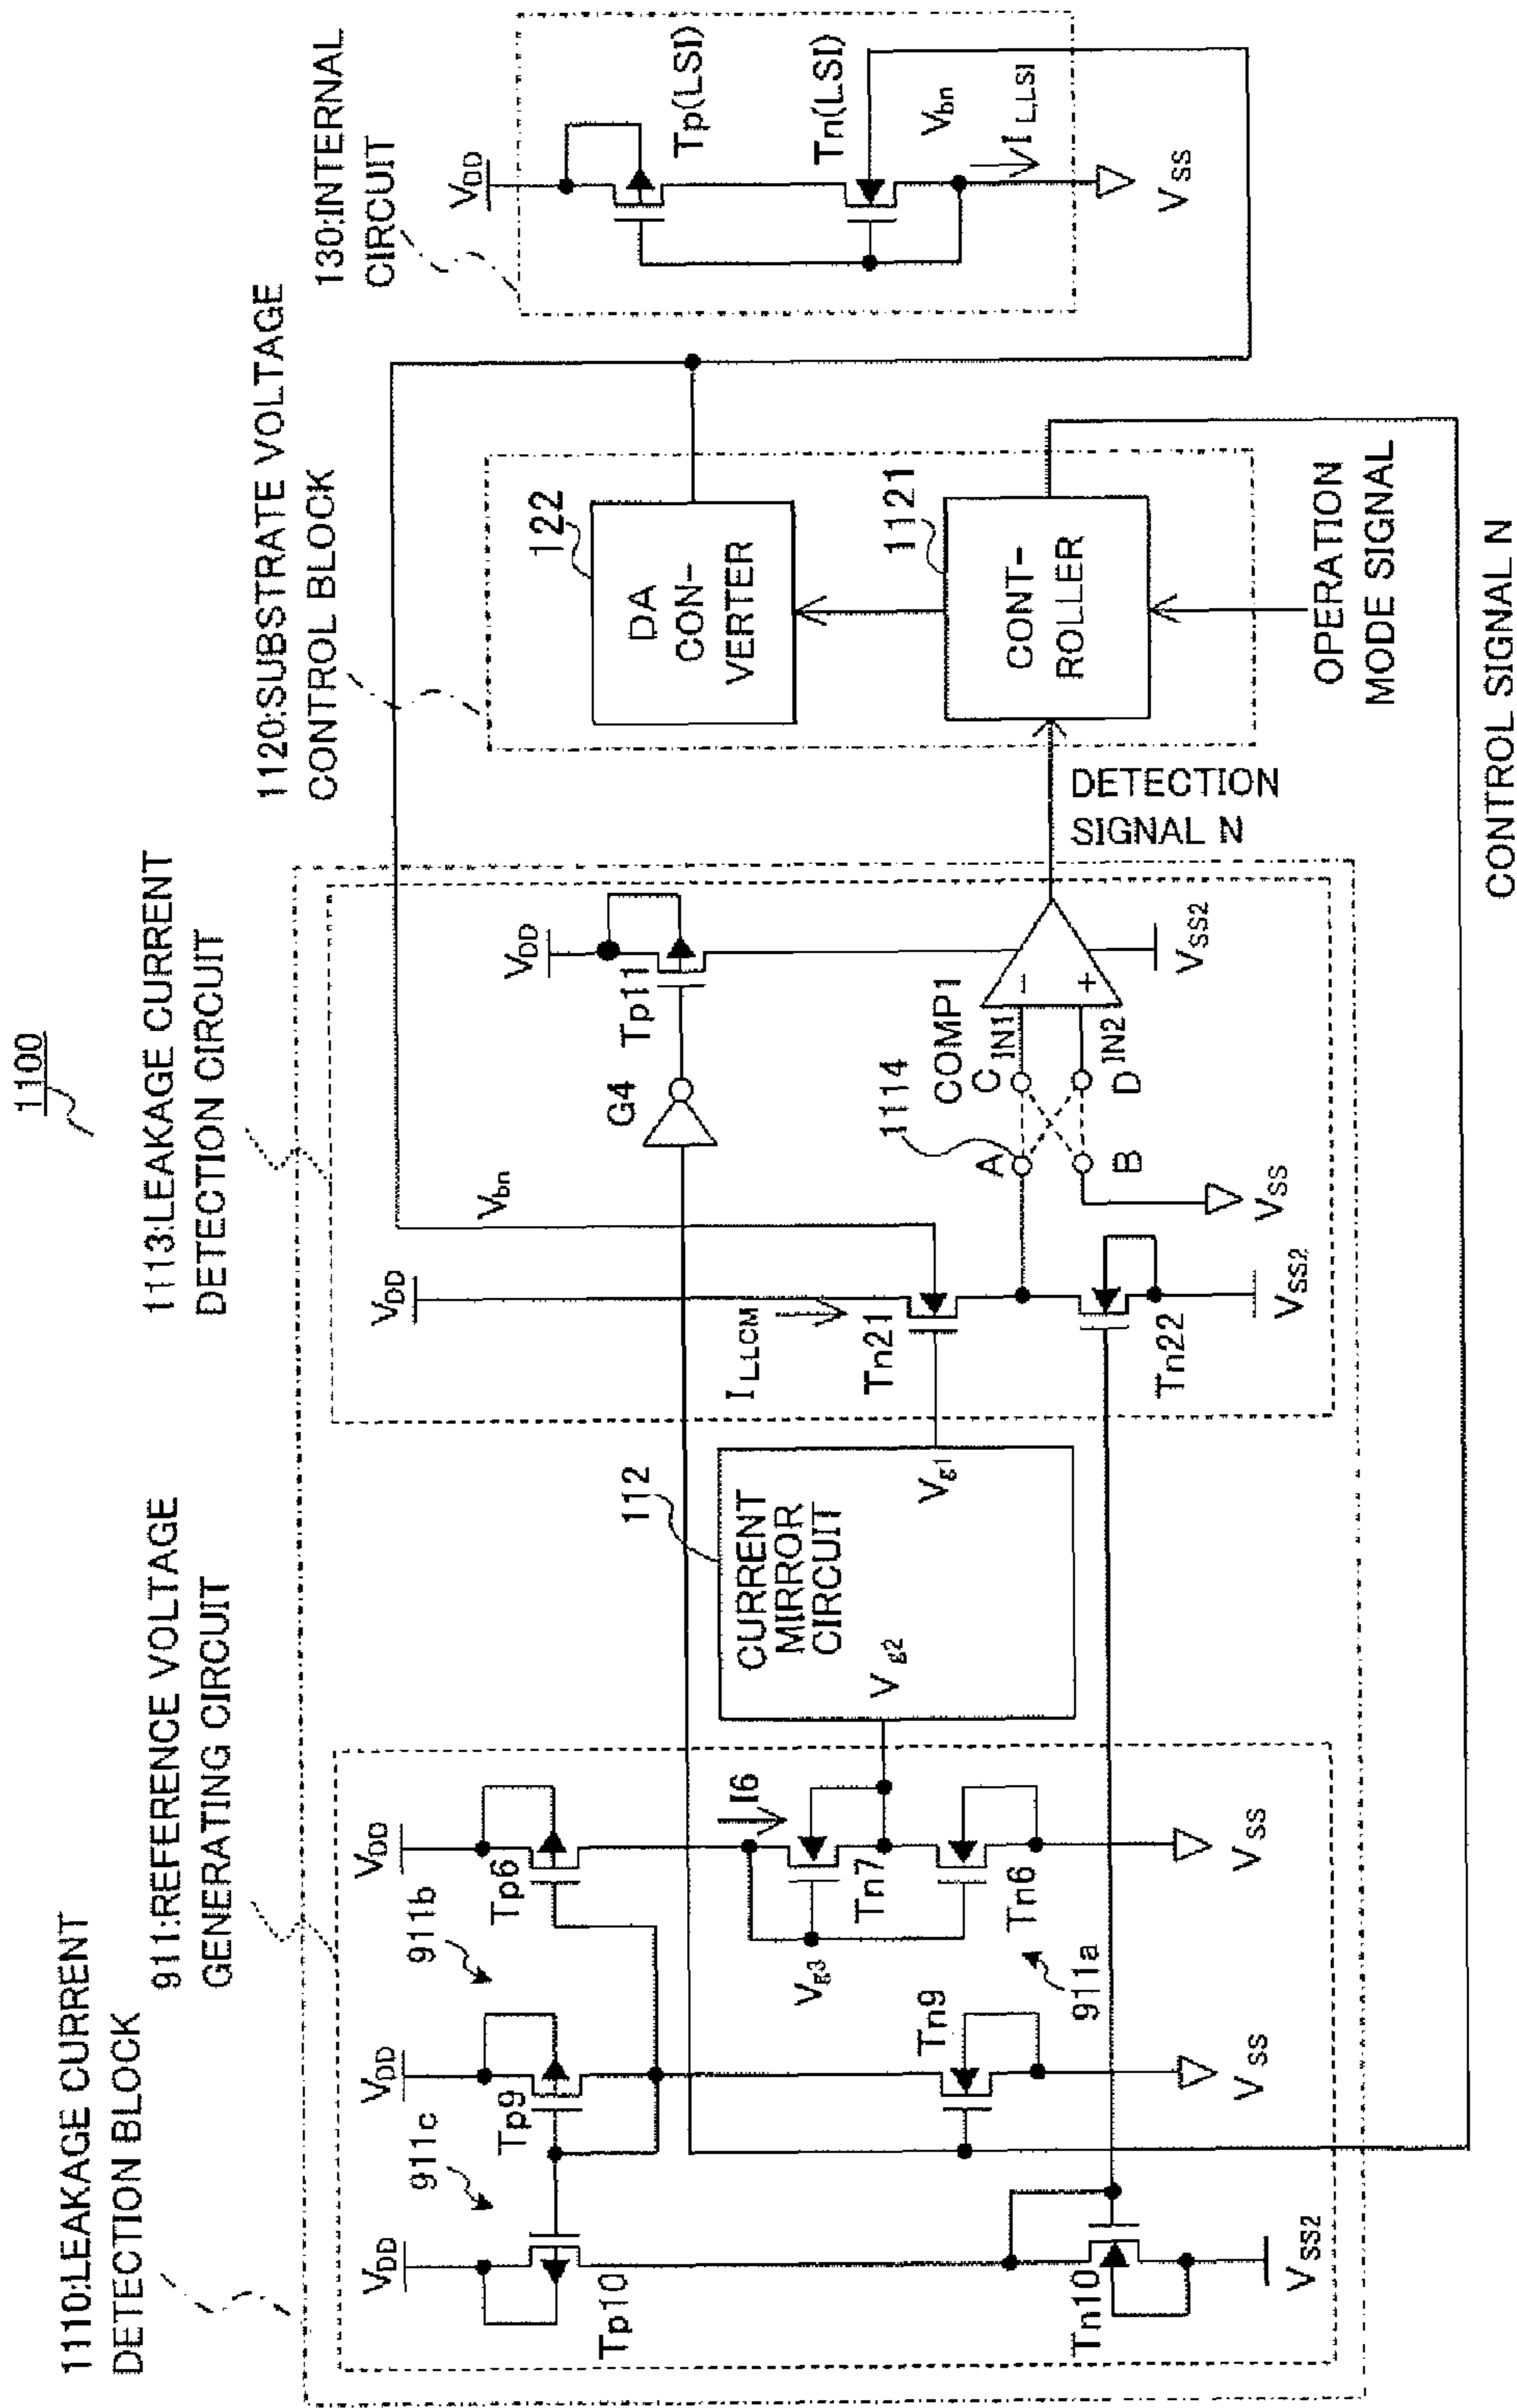 1100
1110:LEAKAGE CURRENT
DETECTION BLOCK
911:REFERENCE VOLTAGE
GENERATING CIRCUIT
1113:LEAKAGE CURRENT
DETECTION CIRCUIT
1120:SUBSTRATE VOLTAGE
CONTROL BLOCK
130:INTERNAL
CIRCUIT
911c
911b
911a
VDD
Tp10
Tn10
VSS2
VDD
Tp9
Tn9
VSS
VDD
Tp6
I6
Vg3
Tn7
Tn6
VSS
112
CURRENT
MIRROR
CIRCUIT
Vg2
Vg1
VDD
ILLCM
Tn21
Tn22
VSS2
Vbn
G4
VDD
Tp11
1114
A
B
C
D
COMP1
IN1
IN2
−
+
VSS
VSS2
DETECTION
SIGNAL N
122
DA
CON-
VERTER
1121
CONT-
ROLLER
OPERATION
MODE SIGNAL
CONTROL SIGNAL N
VDD
Tp(LSI)
Tn(LSI)
Vbn
IL.LSI
VSS